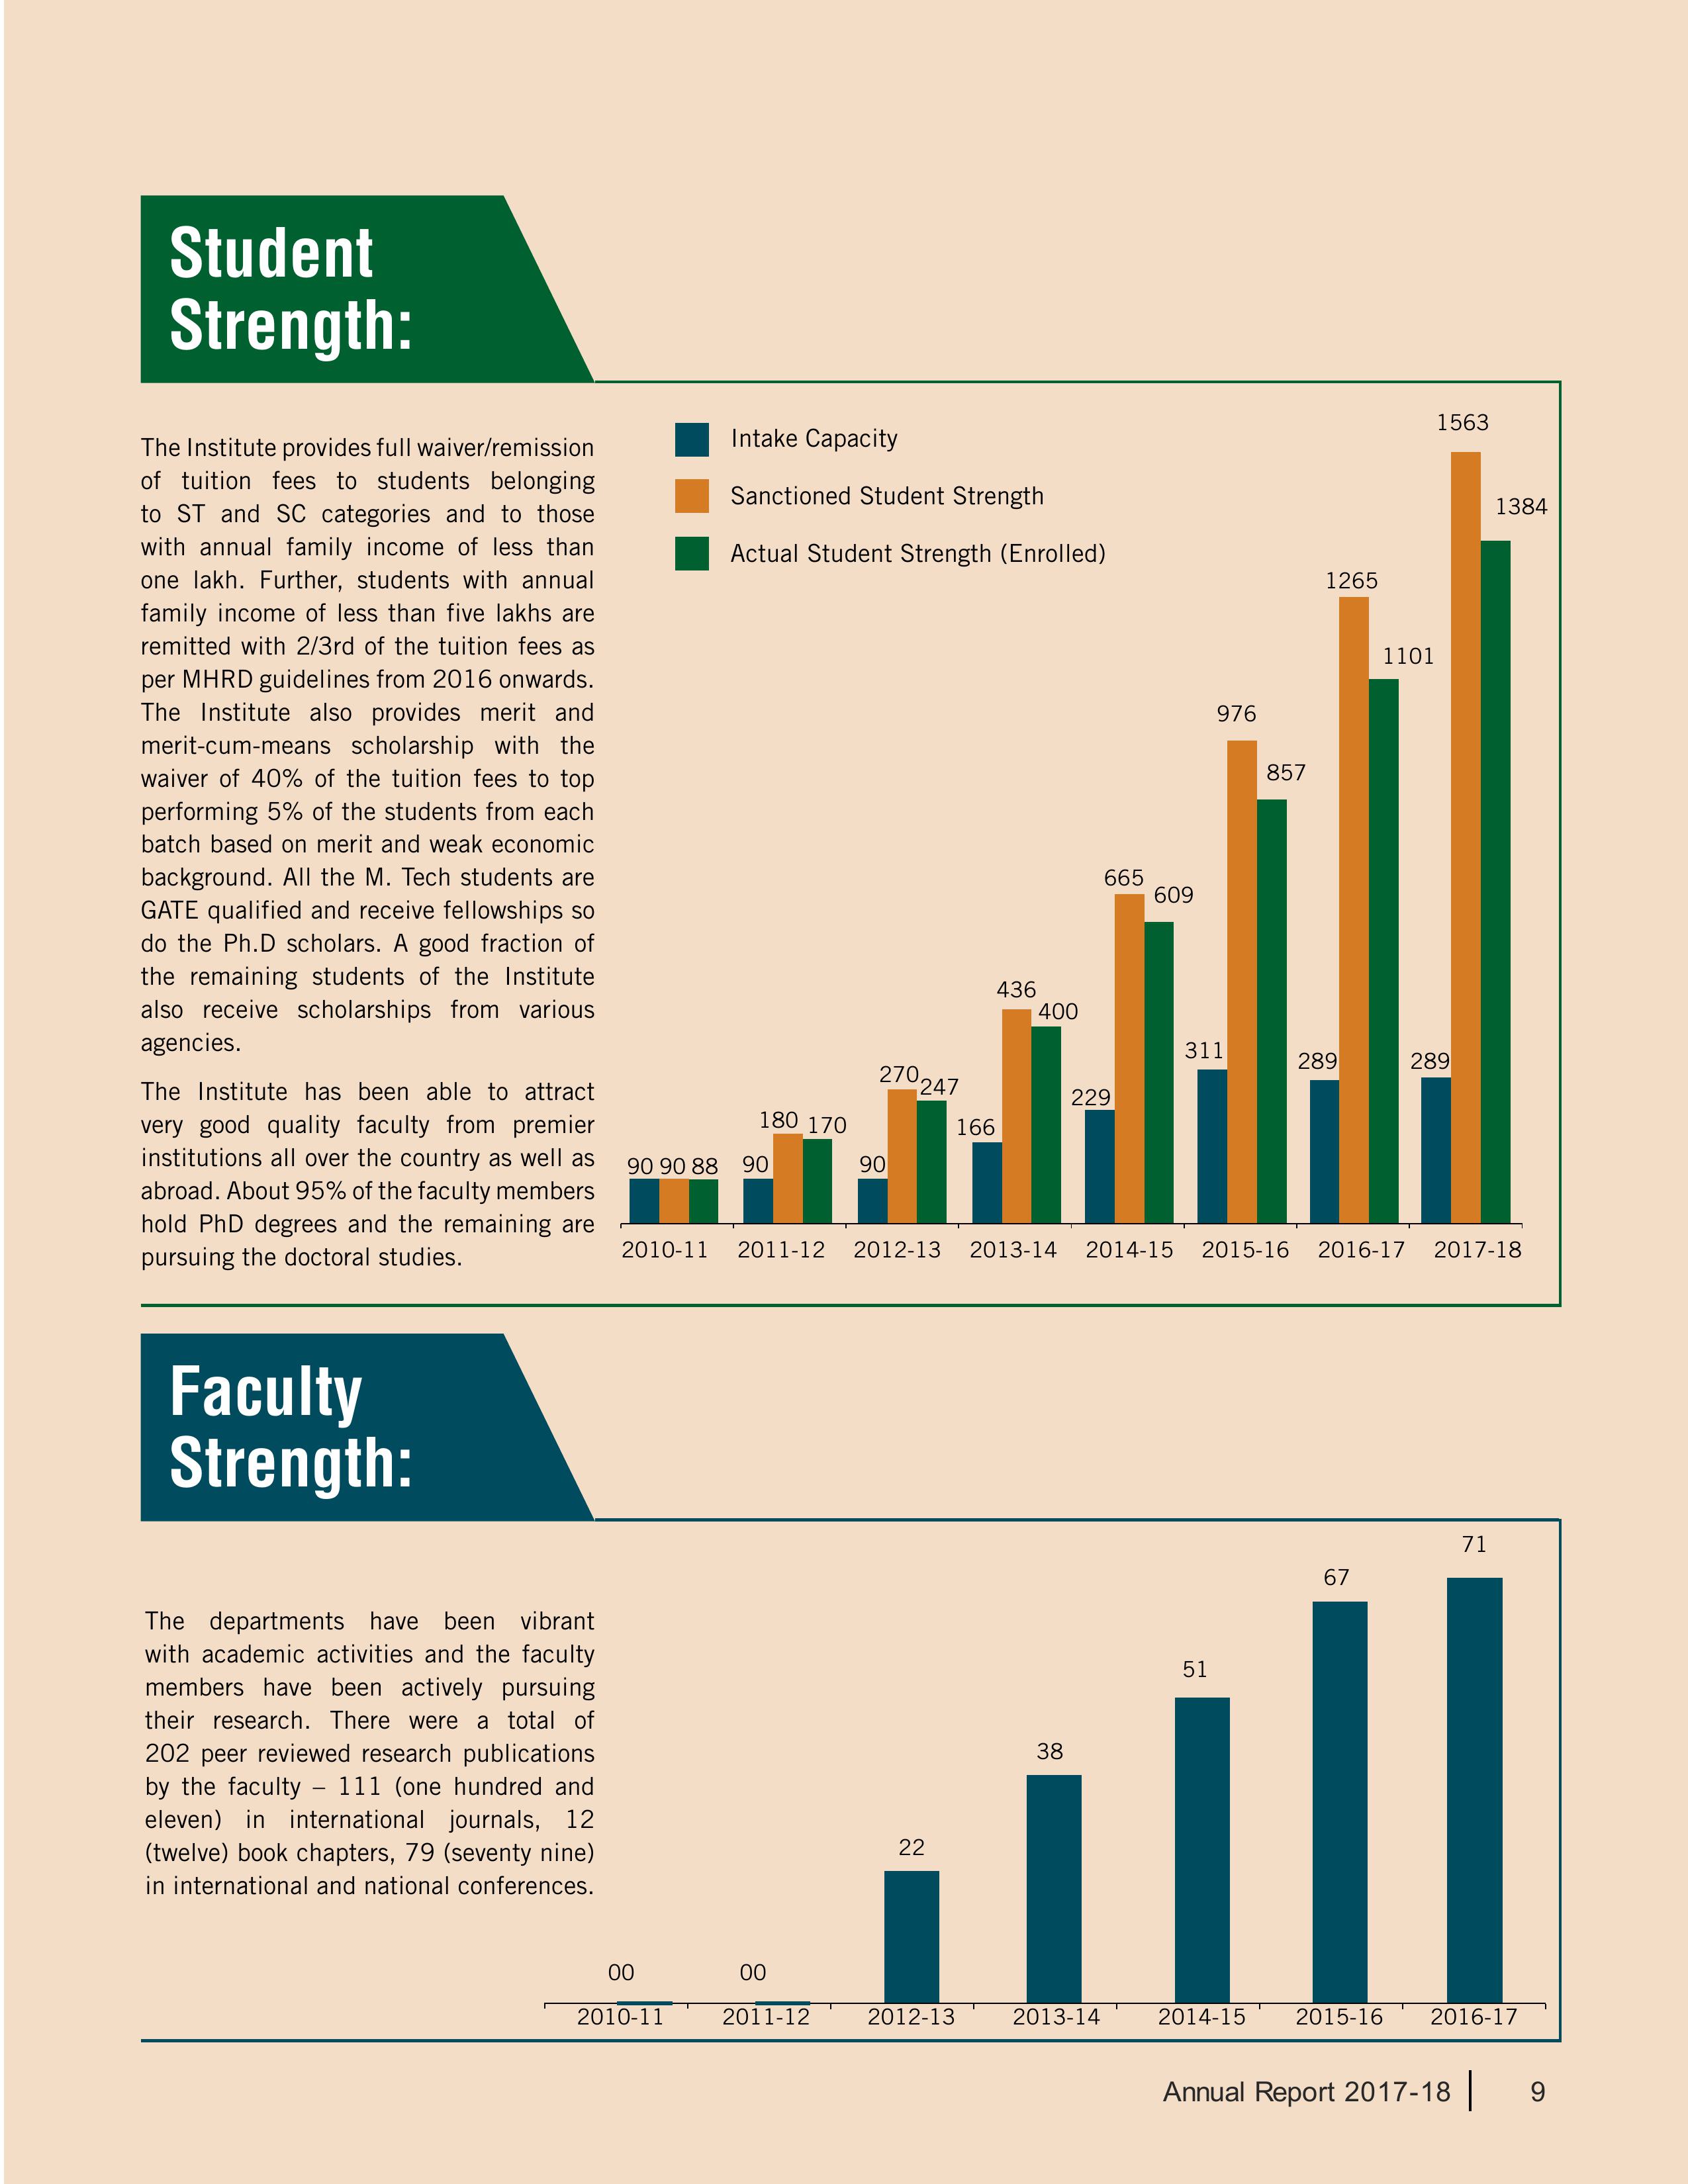 Student
Strength:
The Institute provides full waiver/remission
of tuition fees to students belonging
to ST and SC categories and to those
with annual family income of less than
one lakh. Further, students with annual
family income of less than five lakhs are
remitted with 2/3rd of the tuition fees as
per MHRD guidelines from 2016 onwards.
The Institute also provides merit and
merit-cum-means scholarship with the
waiver of 40% of the tuition fees to top
performing 5% of the students from each
batch based on merit and weak economic
background. All the M. Tech students are
GATE qualified and receive fellowships so
do the Ph.D scholars. A good fraction of
the remaining students of the Institute
also receive scholarships from various
agencies.
The Institute has been able to attract
very good quality faculty from premier
institutions all over the country as well as
abroad. About 95% of the faculty members
hold PhD degrees and the remaining are
pursuing the doctoral studies.
Intake Capacity
Sanctioned Student Strength
Actual Student Strength (Enrolled)
90 90 88
90 180 170
90 270 247
166 436 400
229 665 609
311 976 857
289 1265 1101
289 1563 1384
2010-11 2011-12 2012-13 2013-14 2014-15 2015-16 2016-17 2017-18
Faculty
Strength:
The departments have been vibrant
with academic activities and the faculty
members have been actively pursuing
their research. There were a total of
202 peer reviewed research publications
by the faculty – 111 (one hundred and
eleven) in international journals, 12
(twelve) book chapters, 79 (seventy nine)
in international and national conferences.
00 00 22 38 51 67 71
2010-11 2011-12 2012-13 2013-14 2014-15 2015-16 2016-17
Annual Report 2017-18 9